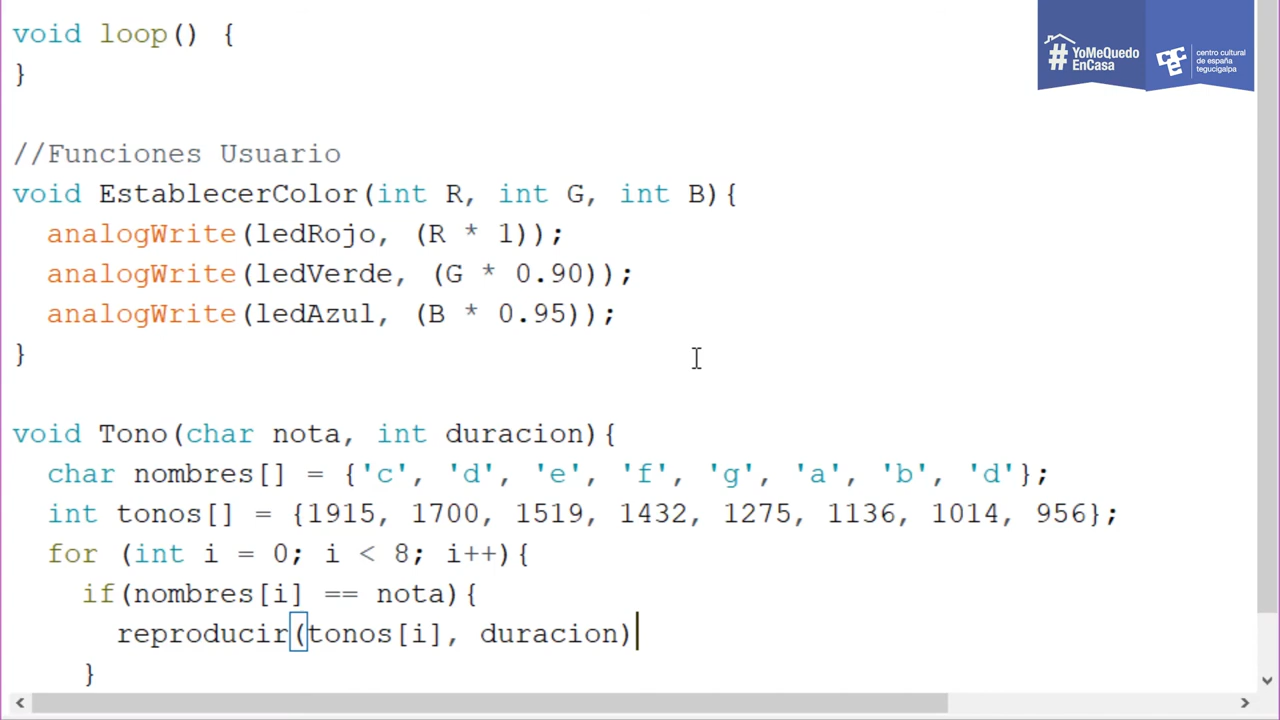 void loop() {
}
//Funciones Usuario
void EstablecerColor(int R, int G, int B){
  analogWrite(ledRojo, (R * 1));
  analogWrite(ledVerde, (G * 0.90));
  analogWrite(ledAzul, (B * 0.95));
}
void Tono(char nota, int duracion){
  char nombres[] = {'c', 'd', 'e', 'f', 'g', 'a', 'b', 'd'};
  int tonos[] = {1915, 1700, 1519, 1432, 1275, 1136, 1014, 956};
  for (int i = 0; i < 8; i++){
    if(nombres[i] == nota){
      reproducir(tonos[i], duracion)
    }
# YoMeQuedo
EnCasa
cce
centro cultural
de españa
tegucigalpa